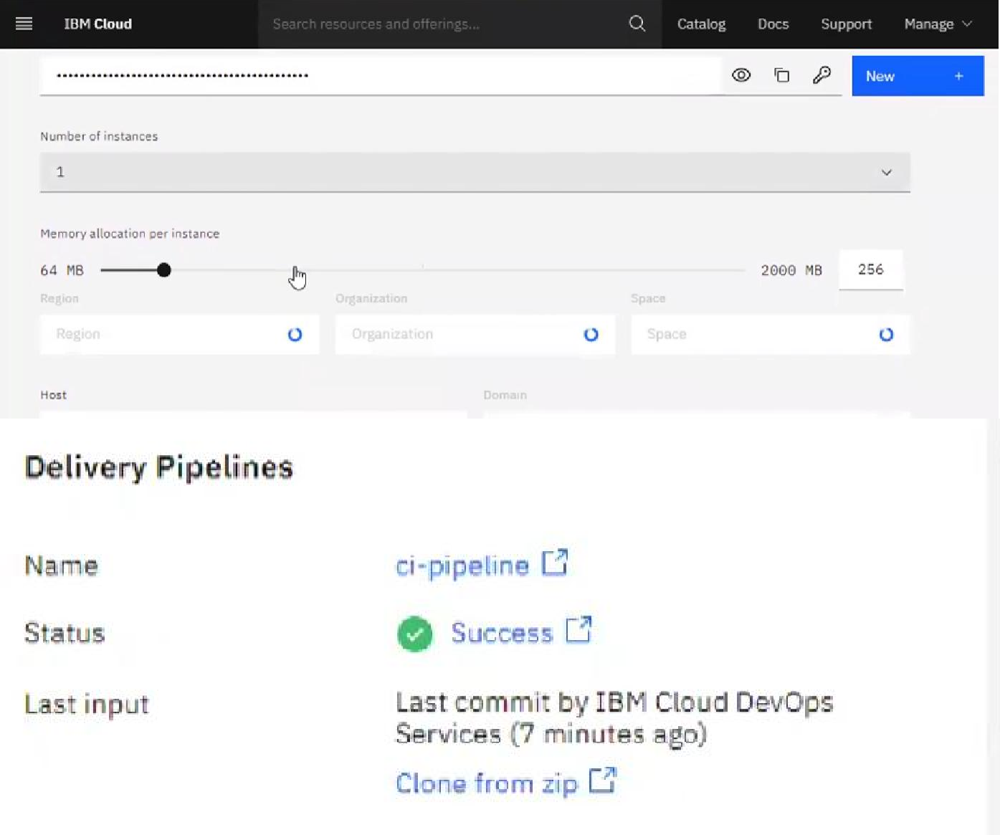 IBM Cloud Search resources and offerings... Catalog Docs Support Manage
•••••••••••••••••••••••••••••••••••••••••••• New +
Number of instances
1
Memory allocation per instance
64 MB 2000 MB 256
Region Organization Space
Region Organization Space
Host Domain
Delivery Pipelines
Name ci-pipeline
Status Success
Last input Last commit by IBM Cloud DevOps
Services (7 minutes ago)
Clone from zip